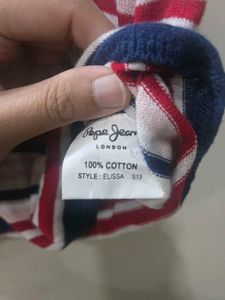 Pepe Jeans
LONDON
100% COTTON
STYLE : ELISSA S13